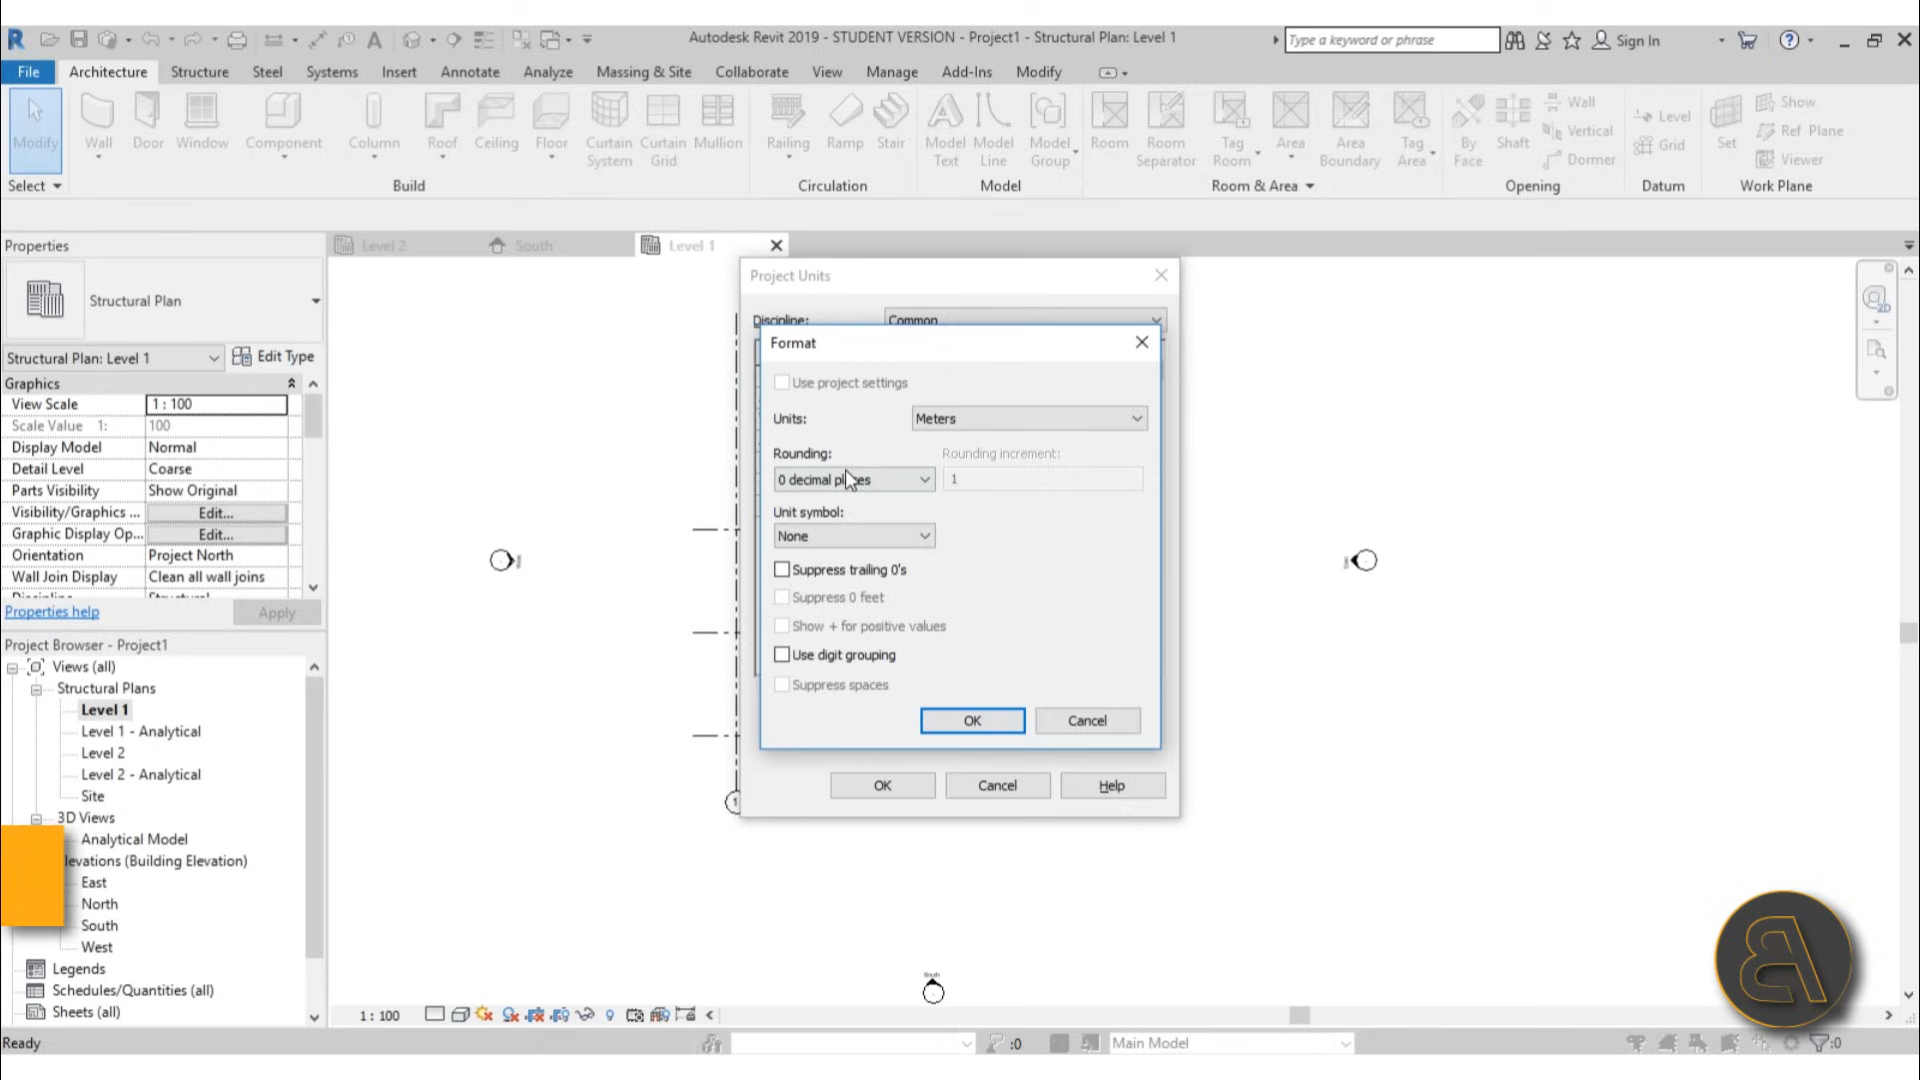 Autodesk Revit 2019 - STUDENT VERSION - Project1 - Structural Plan: Level 1
Type a keyword or phrase
Sign In
File Architecture Structure Steel Systems Insert Annotate Analyze Massing & Site Collaborate View Manage Add-Ins Modify
Modify Wall Door Window Component Column Roof Ceiling Floor Curtain System Curtain Grid Mullion Railing Ramp Stair Model Text Model Line Model Group Room Room Separator Tag Room Area Area Boundary Tag Area By Face Shaft Wall Vertical Dormer Level Grid Set Show Ref Plane Viewer
Select Build Circulation Model Room & Area Opening Datum Work Plane
Properties
Level 2 South Level 1
Structural Plan
Structural Plan: Level 1 Edit Type
Graphics
View Scale 1 : 100
Scale Value 1: 100
Display Model Normal
Detail Level Coarse
Parts Visibility Show Original
Visibility/Graphics ... Edit...
Graphic Display Op... Edit...
Orientation Project North
Wall Join Display Clean all wall joins
Properties help Apply
Project Browser - Project1
Views (all)
Structural Plans
Level 1
Level 1 - Analytical
Level 2
Level 2 - Analytical
Site
3D Views
Analytical Model
levations (Building Elevation)
East
North
South
West
Legends
Schedules/Quantities (all)
Sheets (all)
Project Units
Discipline: Common
Format
Use project settings
Units: Meters
Rounding: Rounding increment:
0 decimal places 1
Unit symbol:
None
Suppress trailing 0's
Suppress 0 feet
Show + for positive values
Use digit grouping
Suppress spaces
OK Cancel
OK Cancel Help
1
South
2D
1 : 100
Ready
:0
Main Model
:0